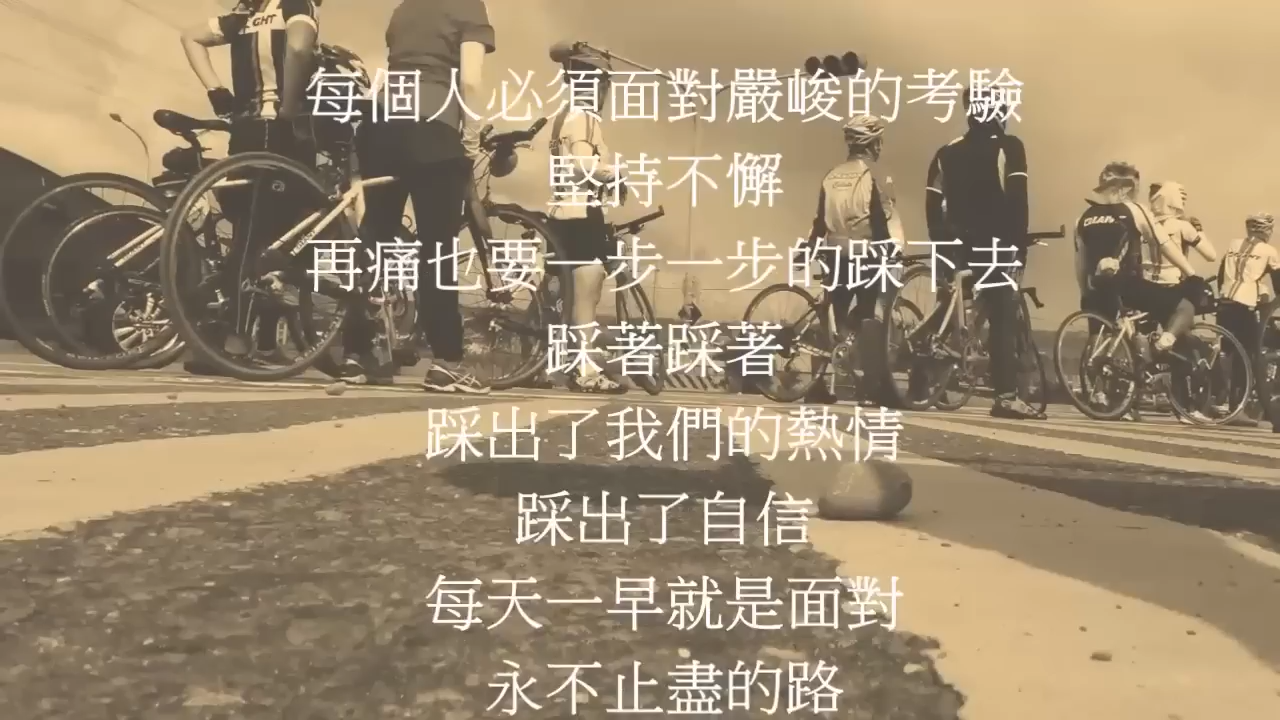 每個人必須面對嚴峻的考驗
堅持不懈
再痛也要一步一步的踩下去
踩著踩著
踩出了我們的熱情
踩出了自信
每天一早就是面對
永不止盡的路